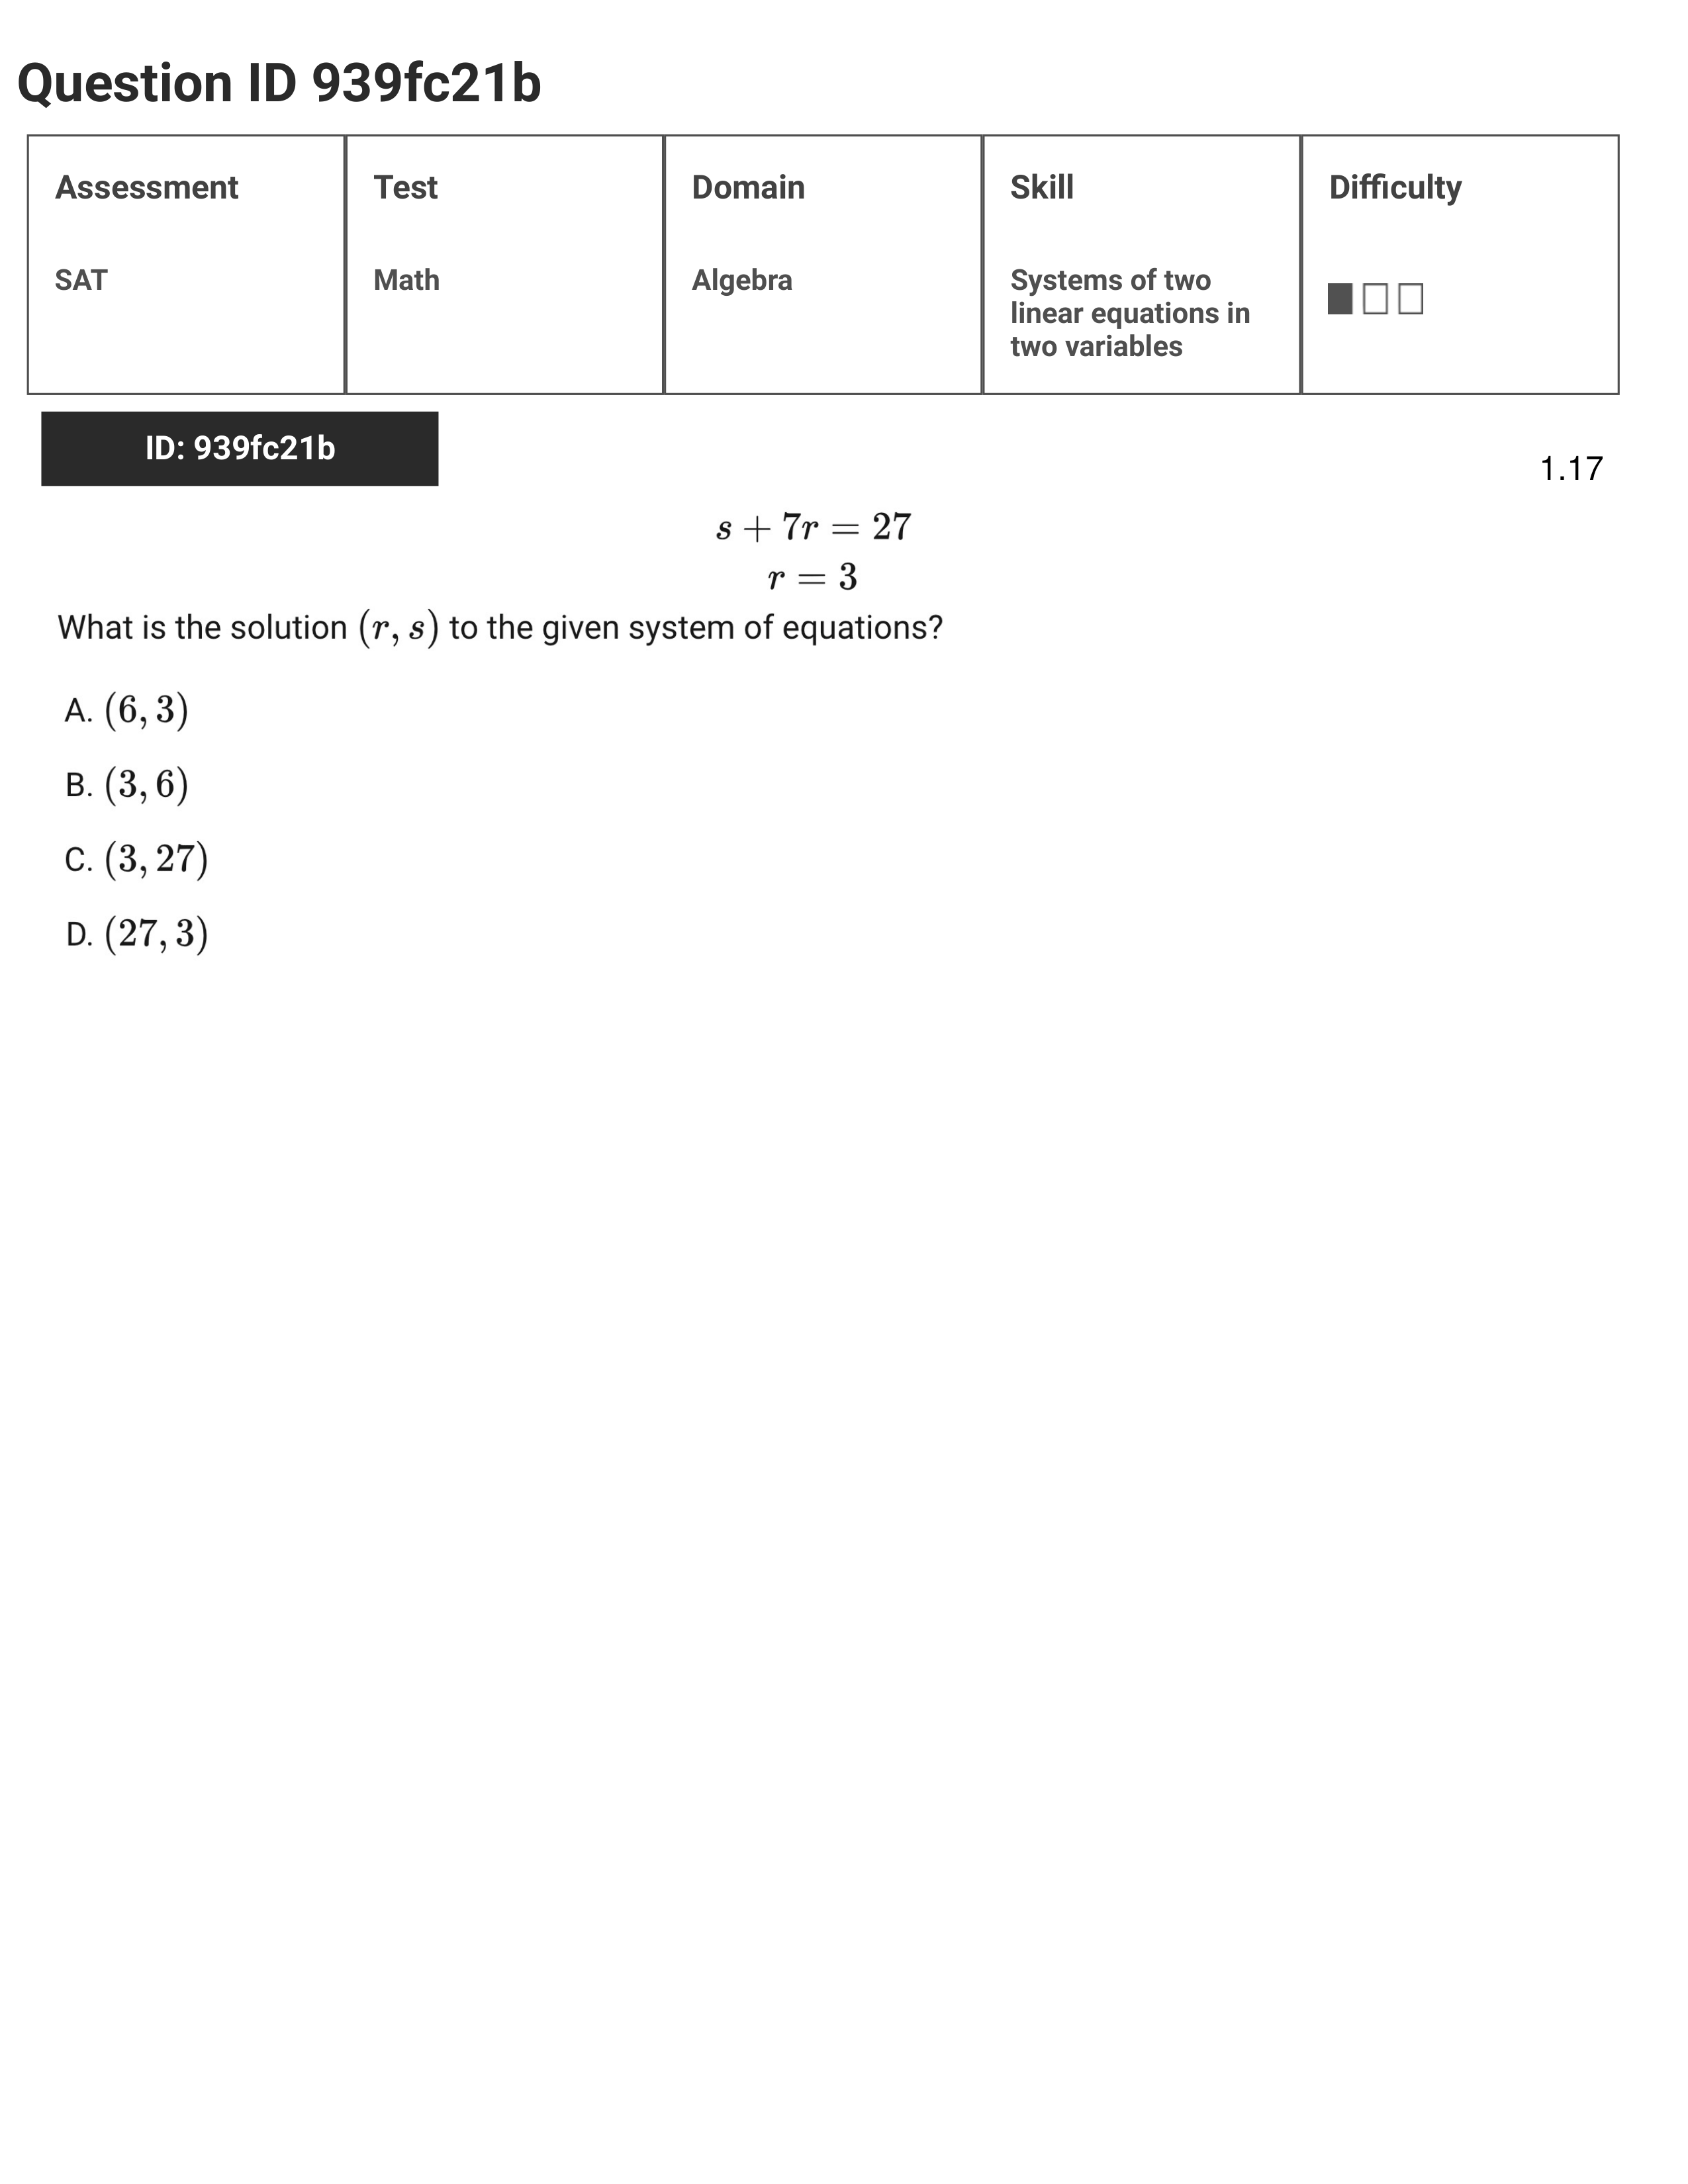 Question ID 939fc21b
Assessment Test Domain Skill Difficulty
SAT Math Algebra Systems of two
linear equations in
two variables
ID: 939fc21b
1.17
s + 7r = 27
r = 3
What is the solution (r, s) to the given system of equations?
A. (6, 3)
B. (3, 6)
C. (3, 27)
D. (27, 3)